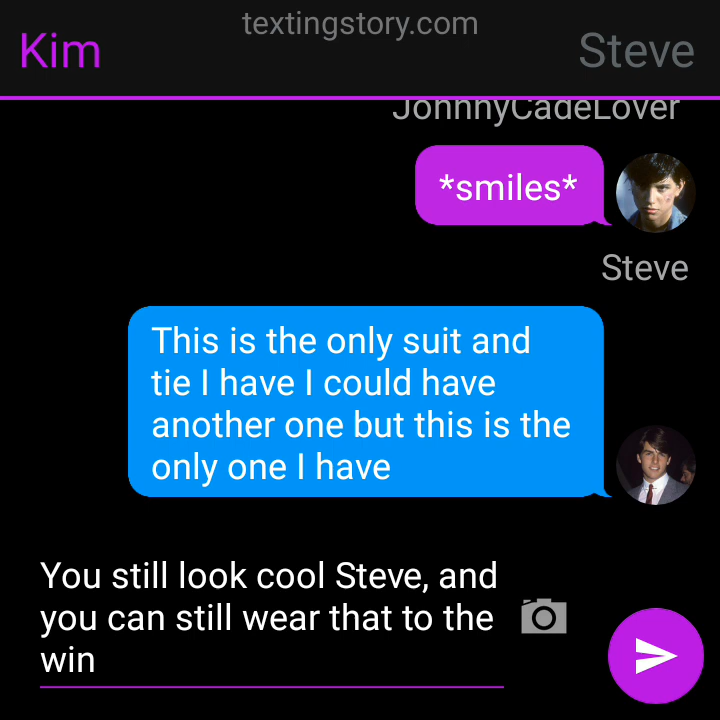 textingstory.com
Kim
Steve
JohnnyCadeLover
*smiles*
Steve
This is the only suit and
tie I have I could have
another one but this is the
only one I have
You still look cool Steve, and
you can still wear that to the
win